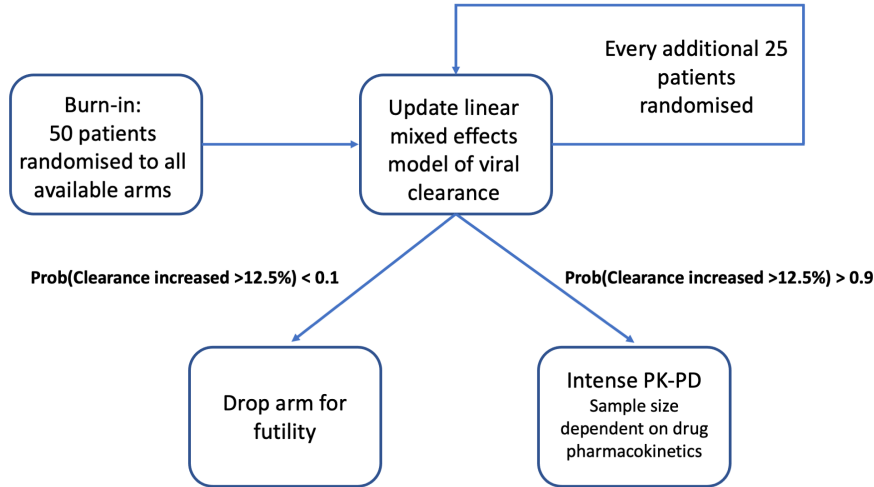 Burn-in:
50 patients
randomised to all
available arms
Update linear
mixed effects
model of viral
clearance
Every additional 25
patients
randomised
Prob(Clearance increased >12.5%) < 0.1
Prob(Clearance increased >12.5%) > 0.9
Drop arm for
futility
Intense PK-PD
Sample size
dependent on drug
pharmacokinetics